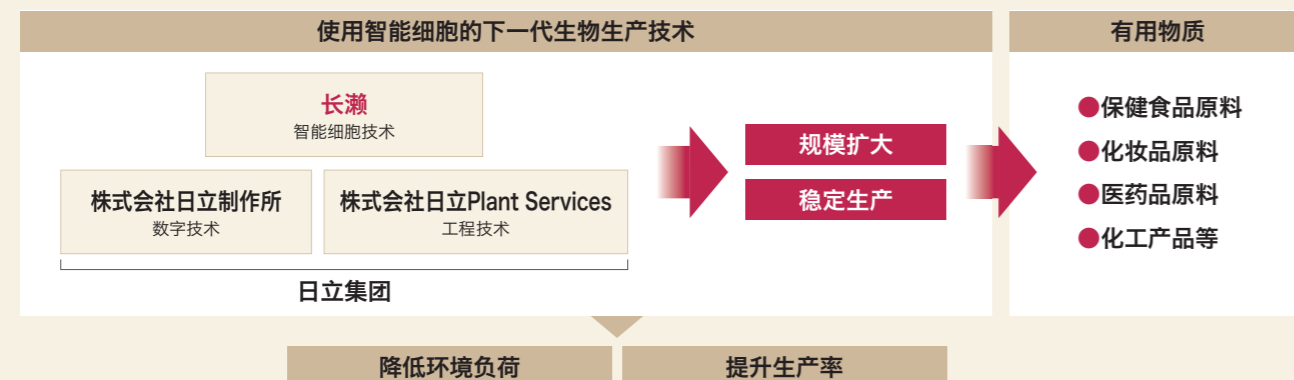 使用智能细胞的下一代生物生产技术
有用物质
长濑
智能细胞技术
株式会社日立制作所
数字技术
株式会社日立Plant Services
工程技术
日立集团
规模扩大
稳定生产
●保健食品原料
●化妆品原料
●医药品原料
●化工产品等
降低环境负荷
提升生产率